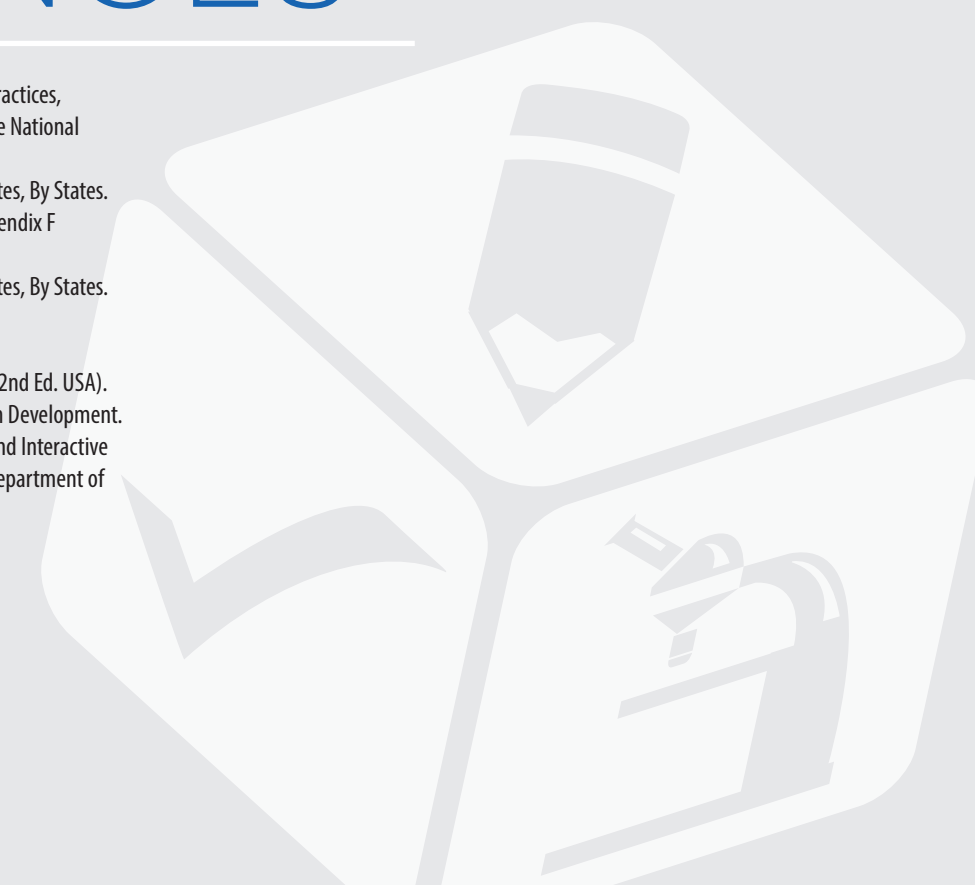 ractices,
e National
tes, By States.
endix F
tes, By States.
2nd Ed. USA).
n Development.
nd Interactive
epartment of